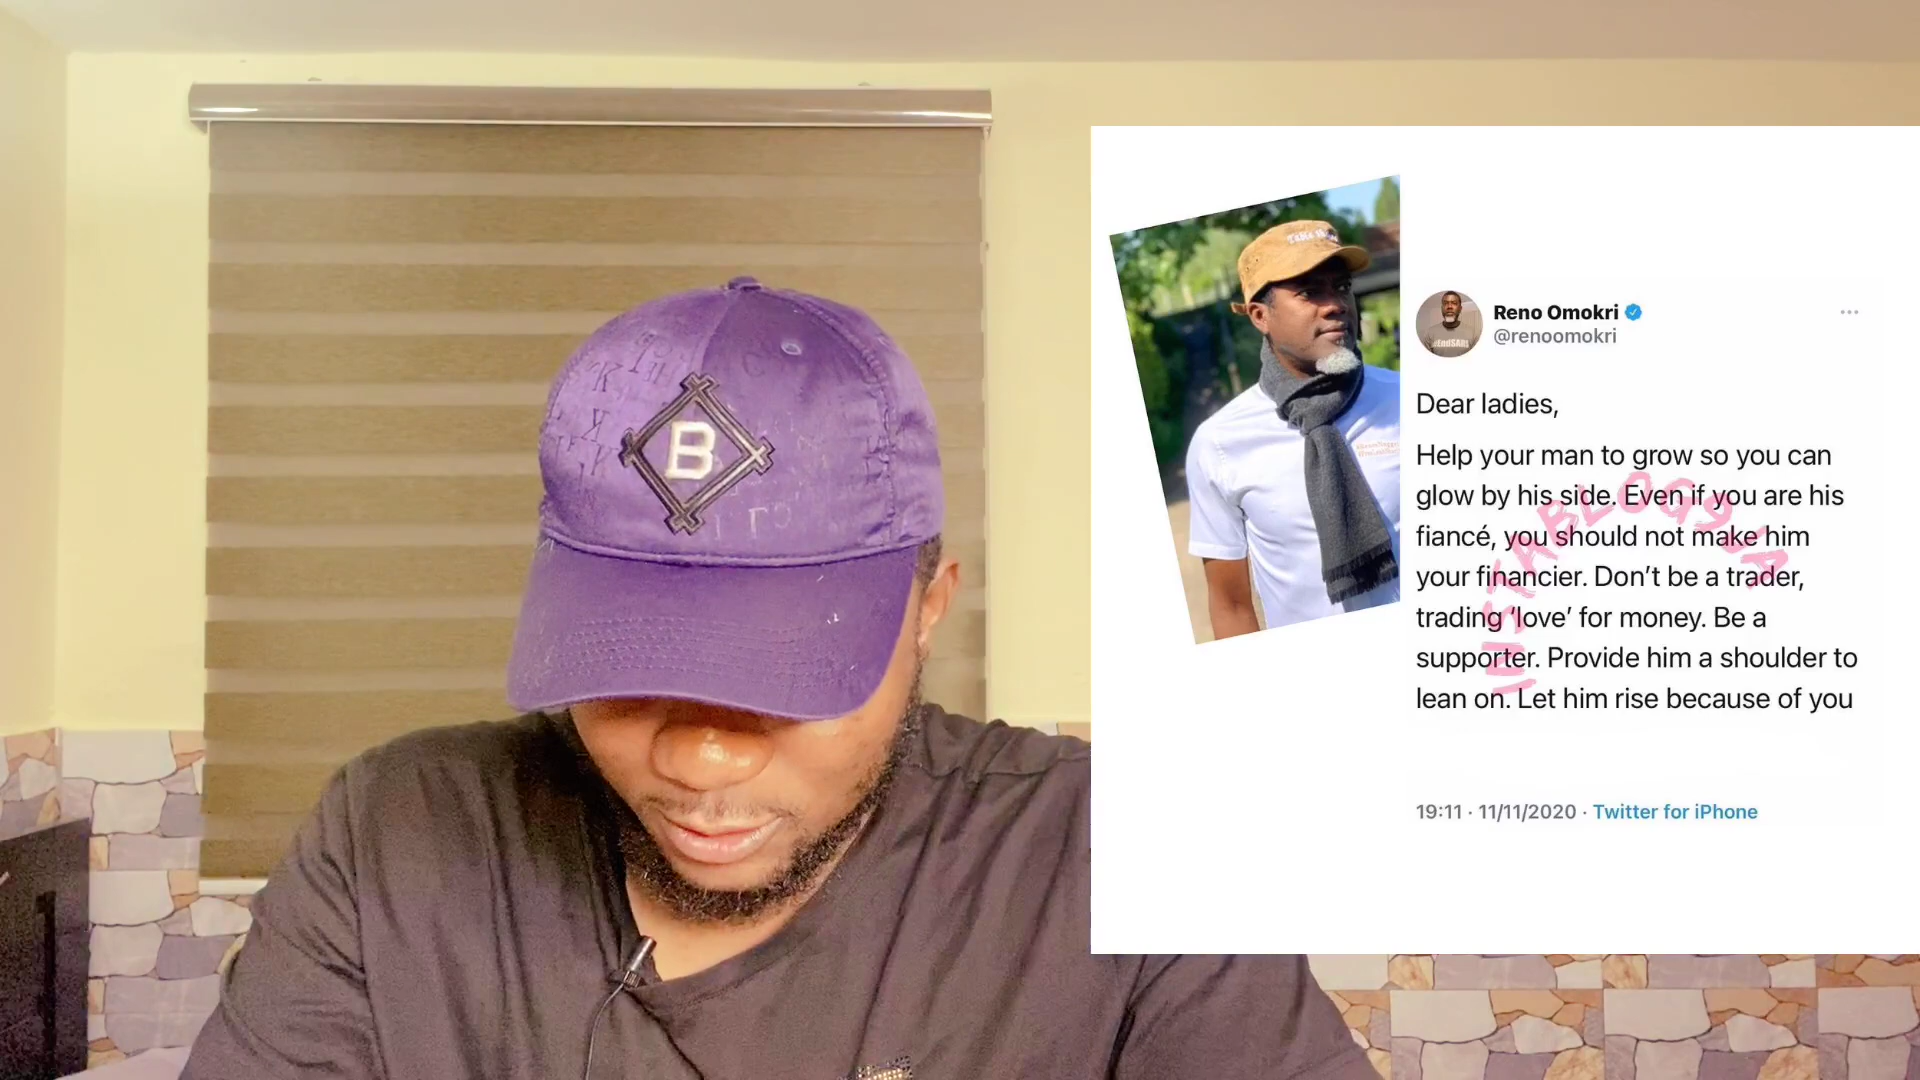 B
Reno Omokri
@renoomokri
Dear ladies,
Help your man to grow so you can
glow by his side. Even if you are his
fiancé, you should not make him
your financier. Don’t be a trader,
trading ‘love’ for money. Be a
supporter. Provide him a shoulder to
lean on. Let him rise because of you
INSTABLOG9JA
19:11 · 11/11/2020 · Twitter for iPhone